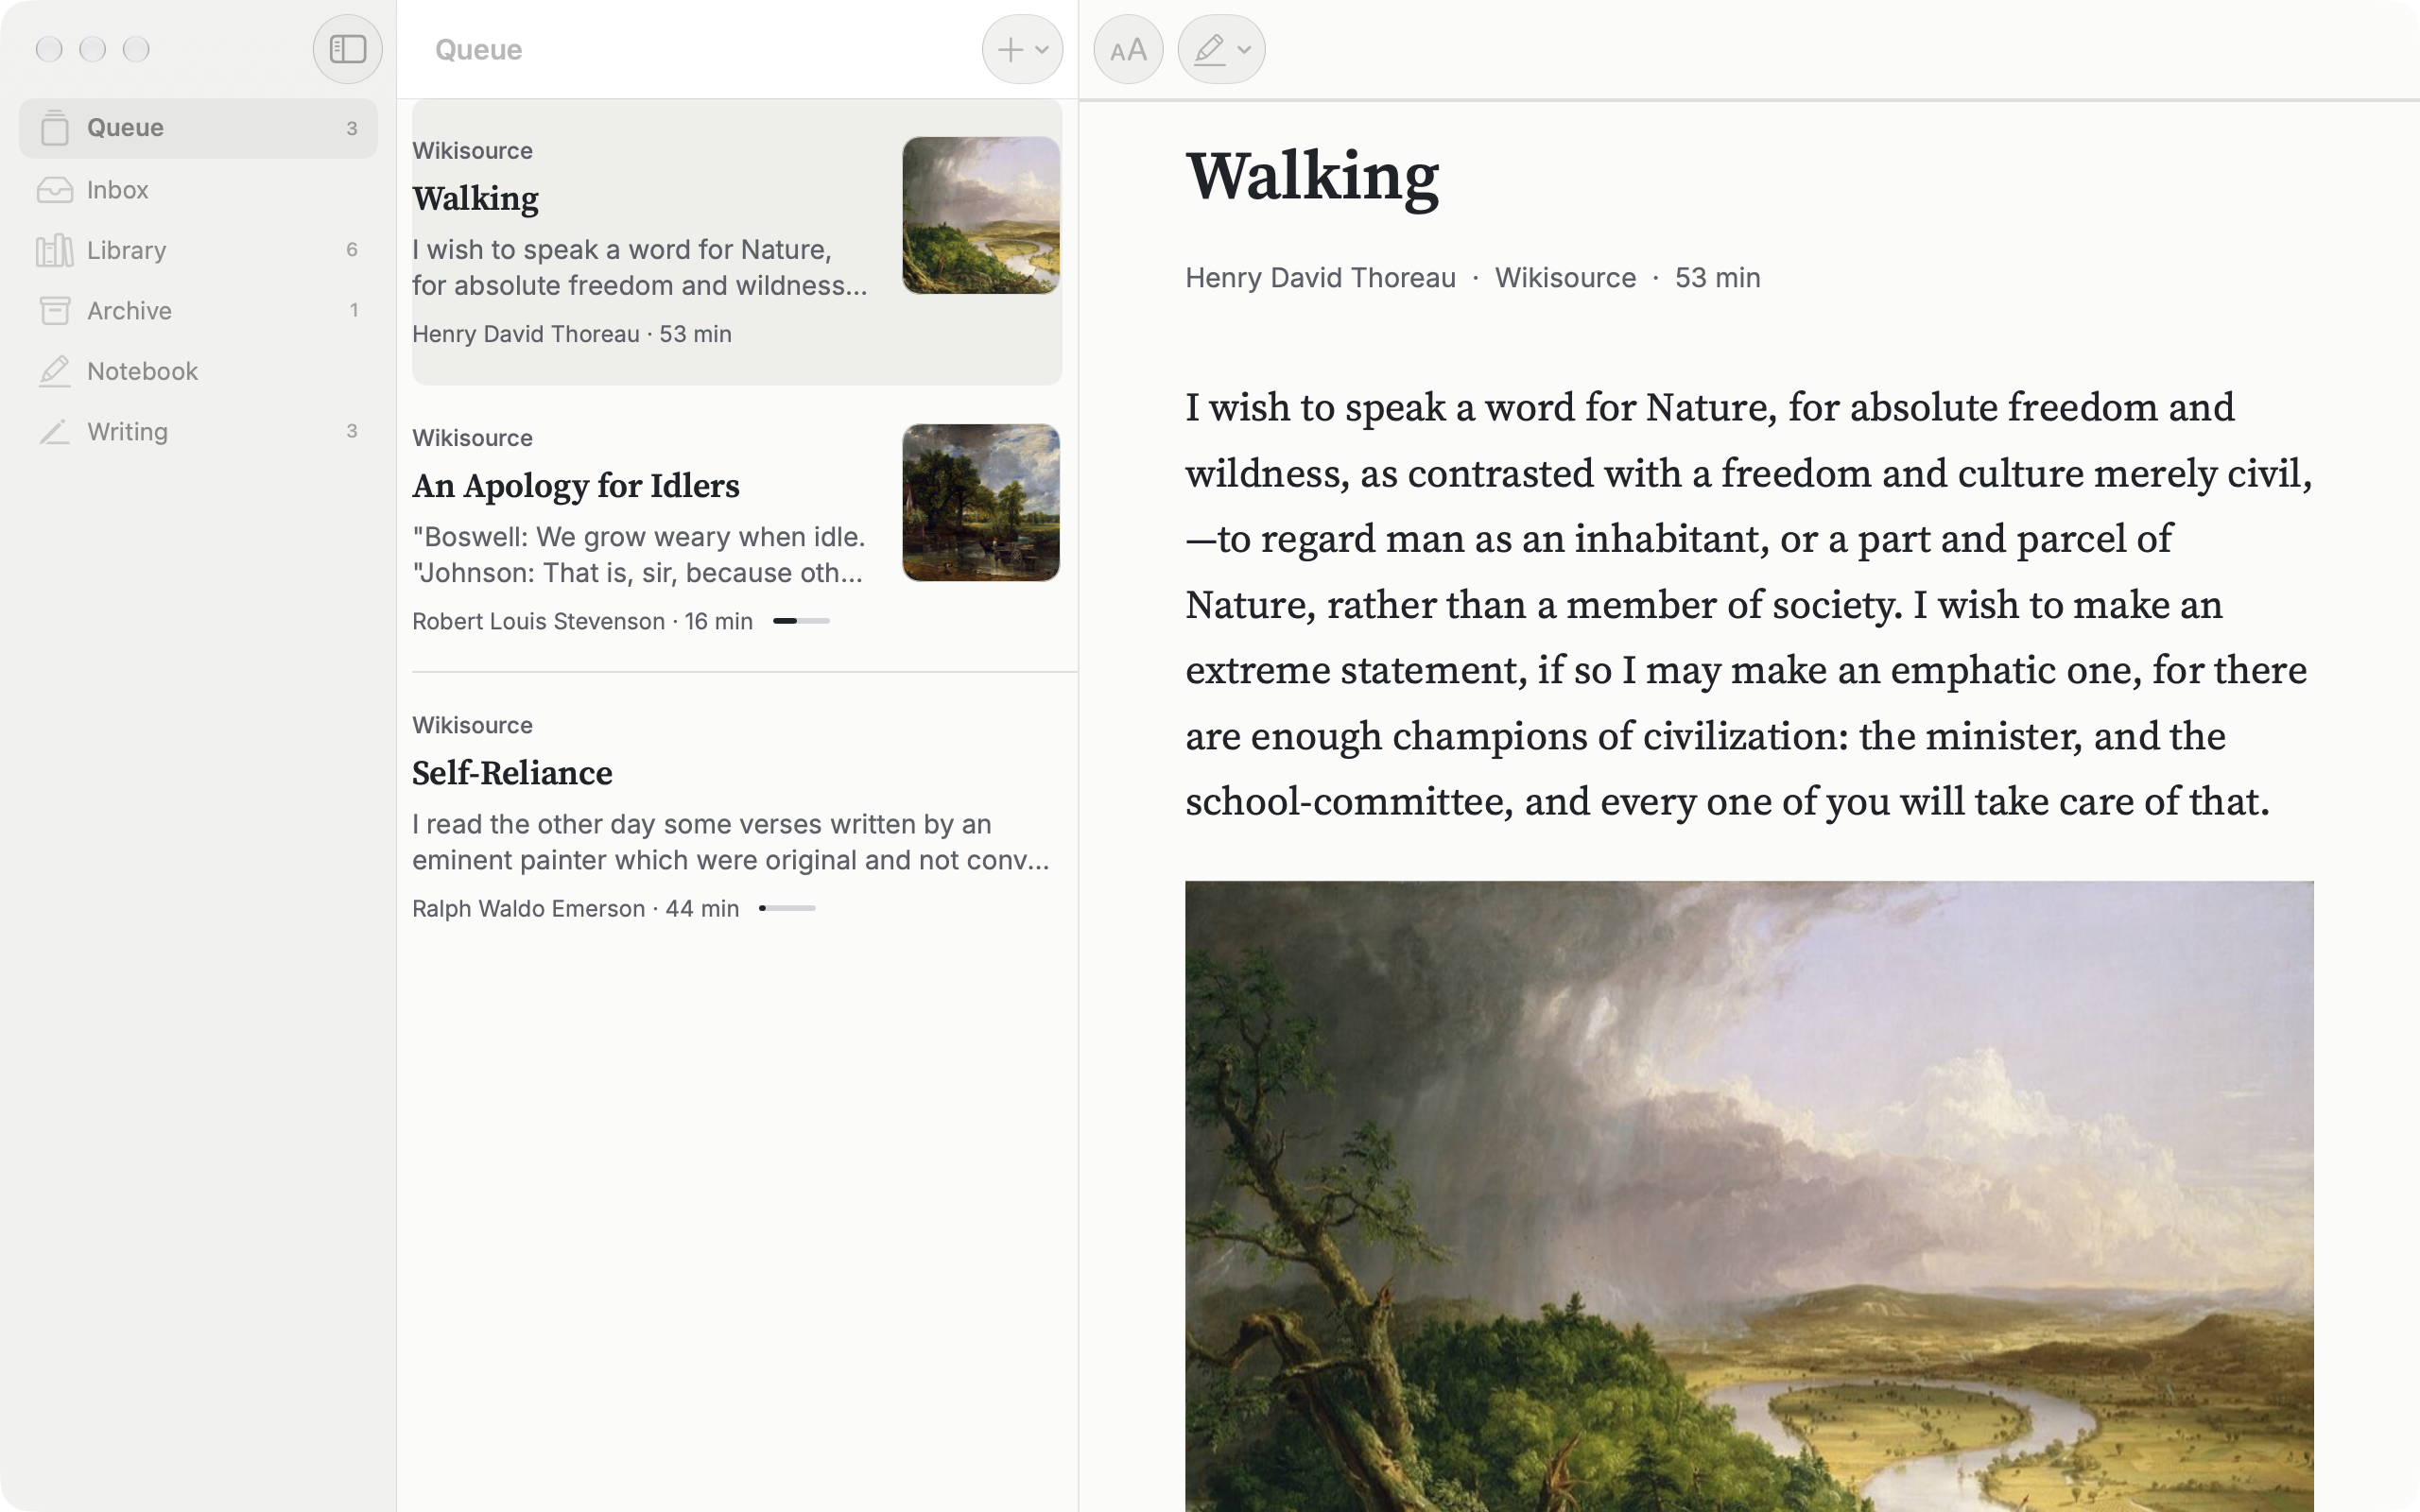 Queue 3
Inbox
Library 6
Archive 1
Notebook
Writing 3
Queue
Wikisource
Walking
I wish to speak a word for Nature,
for absolute freedom and wildness...
Henry David Thoreau · 53 min
Wikisource
An Apology for Idlers
"Boswell: We grow weary when idle.
"Johnson: That is, sir, because oth...
Robert Louis Stevenson · 16 min
Wikisource
Self-Reliance
I read the other day some verses written by an
eminent painter which were original and not conv...
Ralph Waldo Emerson · 44 min
AA
Walking
Henry David Thoreau · Wikisource · 53 min
I wish to speak a word for Nature, for absolute freedom and
wildness, as contrasted with a freedom and culture merely civil,
—to regard man as an inhabitant, or a part and parcel of
Nature, rather than a member of society. I wish to make an
extreme statement, if so I may make an emphatic one, for there
are enough champions of civilization: the minister, and the
school-committee, and every one of you will take care of that.